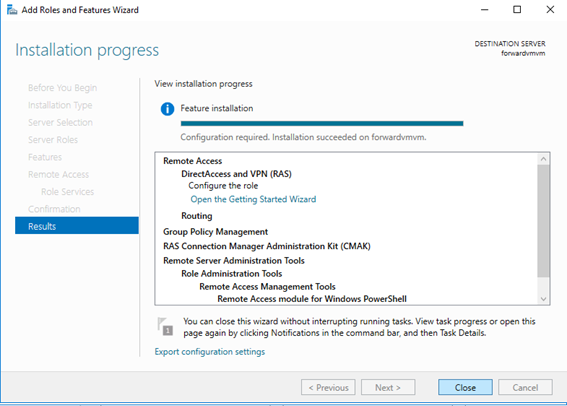 Add Roles and Features Wizard
Installation progress
DESTINATION SERVER
forwardvmvm
Before You Begin
Installation Type
Server Selection
Server Roles
Features
Remote Access
Role Services
Confirmation
Results
View installation progress
Feature installation
Configuration required. Installation succeeded on forwardvmvm.
Remote Access
DirectAccess and VPN (RAS)
Configure the role
Open the Getting Started Wizard
Routing
Group Policy Management
RAS Connection Manager Administration Kit (CMAK)
Remote Server Administration Tools
Role Administration Tools
Remote Access Management Tools
Remote Access module for Windows PowerShell
1
You can close this wizard without interrupting running tasks. View task progress or open this
page again by clicking Notifications in the command bar, and then Task Details.
Export configuration settings
< Previous
Next >
Close
Cancel